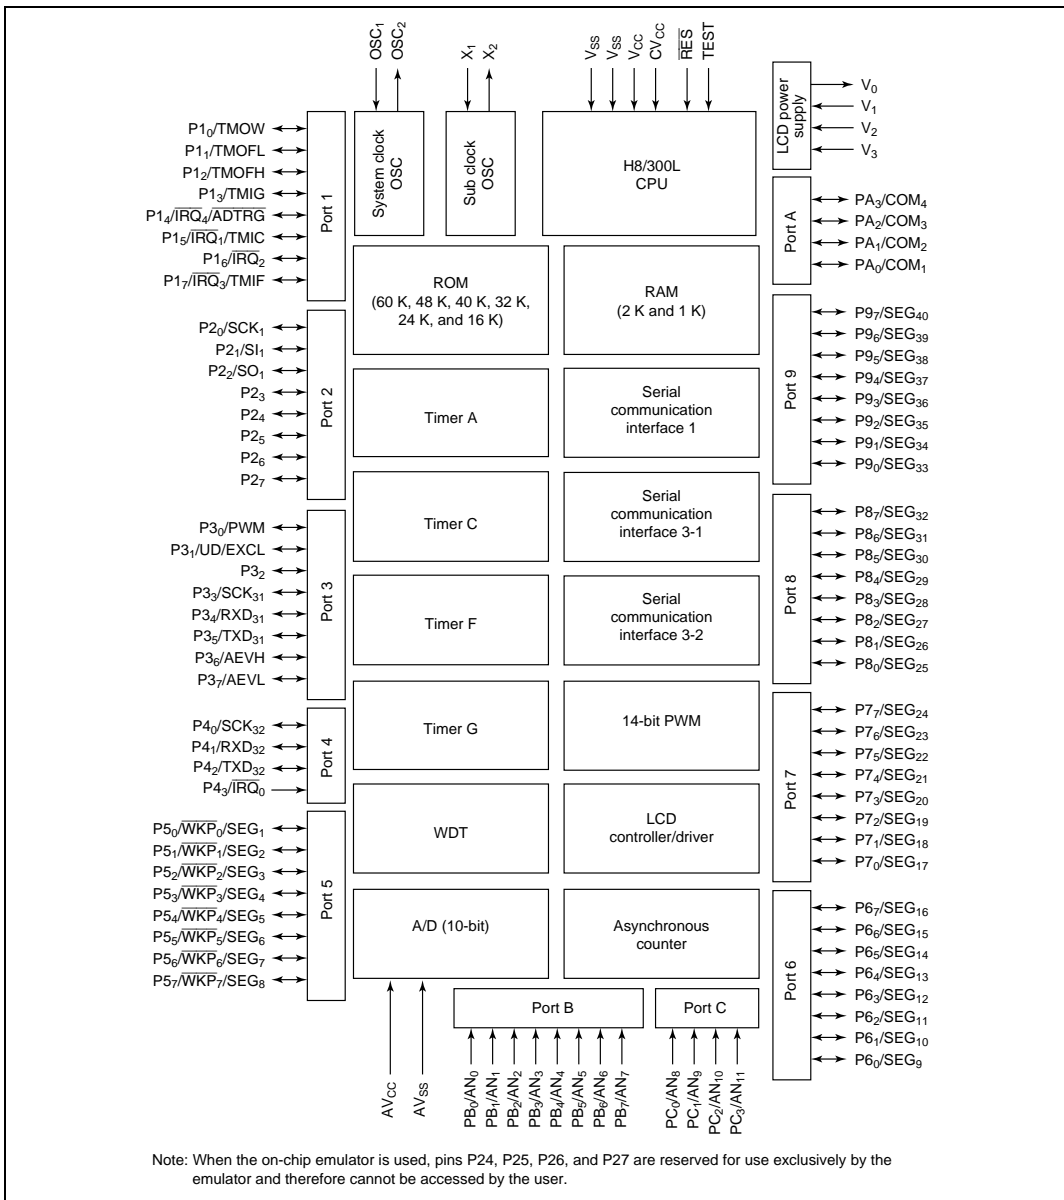 OSC1
OSC2
X1
X2
VSS
VSS
VCC
CVCC
RES
TEST
LCD power
supply
V0
V1
V2
V3
System clock
OSC
Sub clock
OSC
H8/300L
CPU
Port 1
P10/TMOW
P11/TMOFL
P12/TMOFH
P13/TMIG
P14/IRQ4/ADTRG
P15/IRQ1/TMIC
P16/IRQ2
P17/IRQ3/TMIF
Port A
PA3/COM4
PA2/COM3
PA1/COM2
PA0/COM1
ROM
(60 K, 48 K, 40 K, 32 K,
24 K, and 16 K)
RAM
(2 K and 1 K)
Port 2
P20/SCK1
P21/SI1
P22/SO1
P23
P24
P25
P26
P27
Port 9
P97/SEG40
P96/SEG39
P95/SEG38
P94/SEG37
P93/SEG36
P92/SEG35
P91/SEG34
P90/SEG33
Timer A
Serial
communication
interface 1
Timer C
Serial
communication
interface 3-1
Port 3
P30/PWM
P31/UD/EXCL
P32
P33/SCK31
P34/RXD31
P35/TXD31
P36/AEVH
P37/AEVL
Port 8
P87/SEG32
P86/SEG31
P85/SEG30
P84/SEG29
P83/SEG28
P82/SEG27
P81/SEG26
P80/SEG25
Timer F
Serial
communication
interface 3-2
Timer G
14-bit PWM
Port 4
P40/SCK32
P41/RXD32
P42/TXD32
P43/IRQ0
Port 7
P77/SEG24
P76/SEG23
P75/SEG22
P74/SEG21
P73/SEG20
P72/SEG19
P71/SEG18
P70/SEG17
WDT
LCD
controller/driver
Port 5
P50/WKP0/SEG1
P51/WKP1/SEG2
P52/WKP2/SEG3
P53/WKP3/SEG4
P54/WKP4/SEG5
P55/WKP5/SEG6
P56/WKP6/SEG7
P57/WKP7/SEG8
A/D (10-bit)
Asynchronous
counter
Port 6
P67/SEG16
P66/SEG15
P65/SEG14
P64/SEG13
P63/SEG12
P62/SEG11
P61/SEG10
P60/SEG9
Port B
Port C
AVCC
AVSS
PB0/AN0
PB1/AN1
PB2/AN2
PB3/AN3
PB4/AN4
PB5/AN5
PB6/AN6
PB7/AN7
PC0/AN8
PC1/AN9
PC2/AN10
PC3/AN11
Note: When the on-chip emulator is used, pins P24, P25, P26, and P27 are reserved for use exclusively by the
emulator and therefore cannot be accessed by the user.